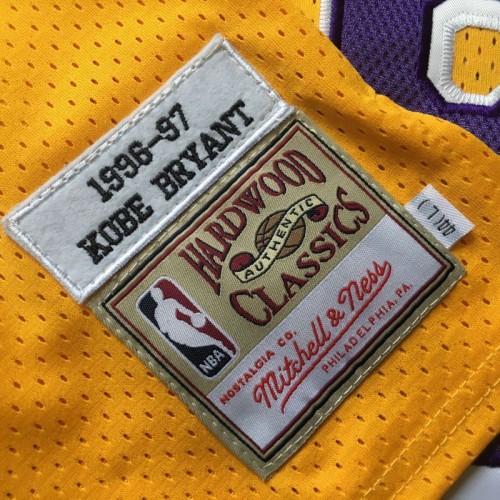 1996-97
KOBE BRYANT
HARDWOOD
AUTHENTIC
CLASSICS
NBA
NOSTALGIA CO.
Mitchell & Ness
PHILADELPHIA, PA.